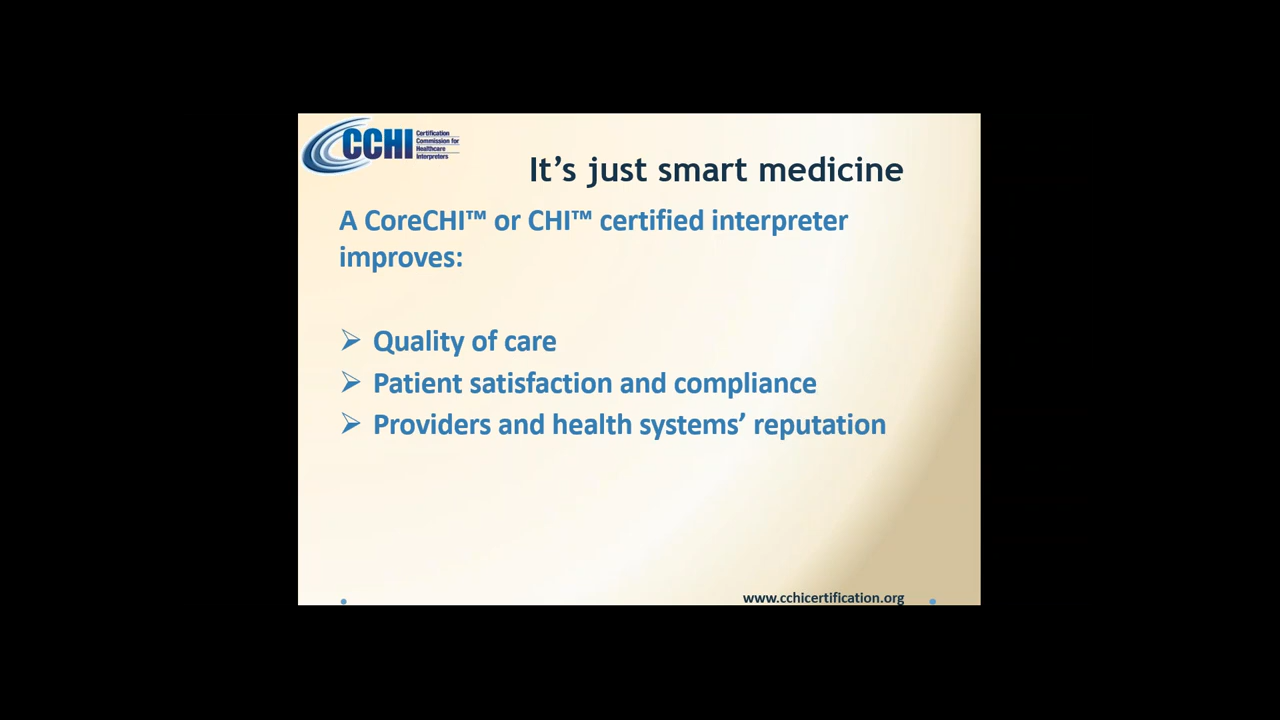 CCHI
Certification
Commission for
Healthcare
Interpreters
It’s just smart medicine
A CoreCHI™ or CHI™ certified interpreter
improves:
➢ Quality of care
➢ Patient satisfaction and compliance
➢ Providers and health systems’ reputation
www.cchicertification.org